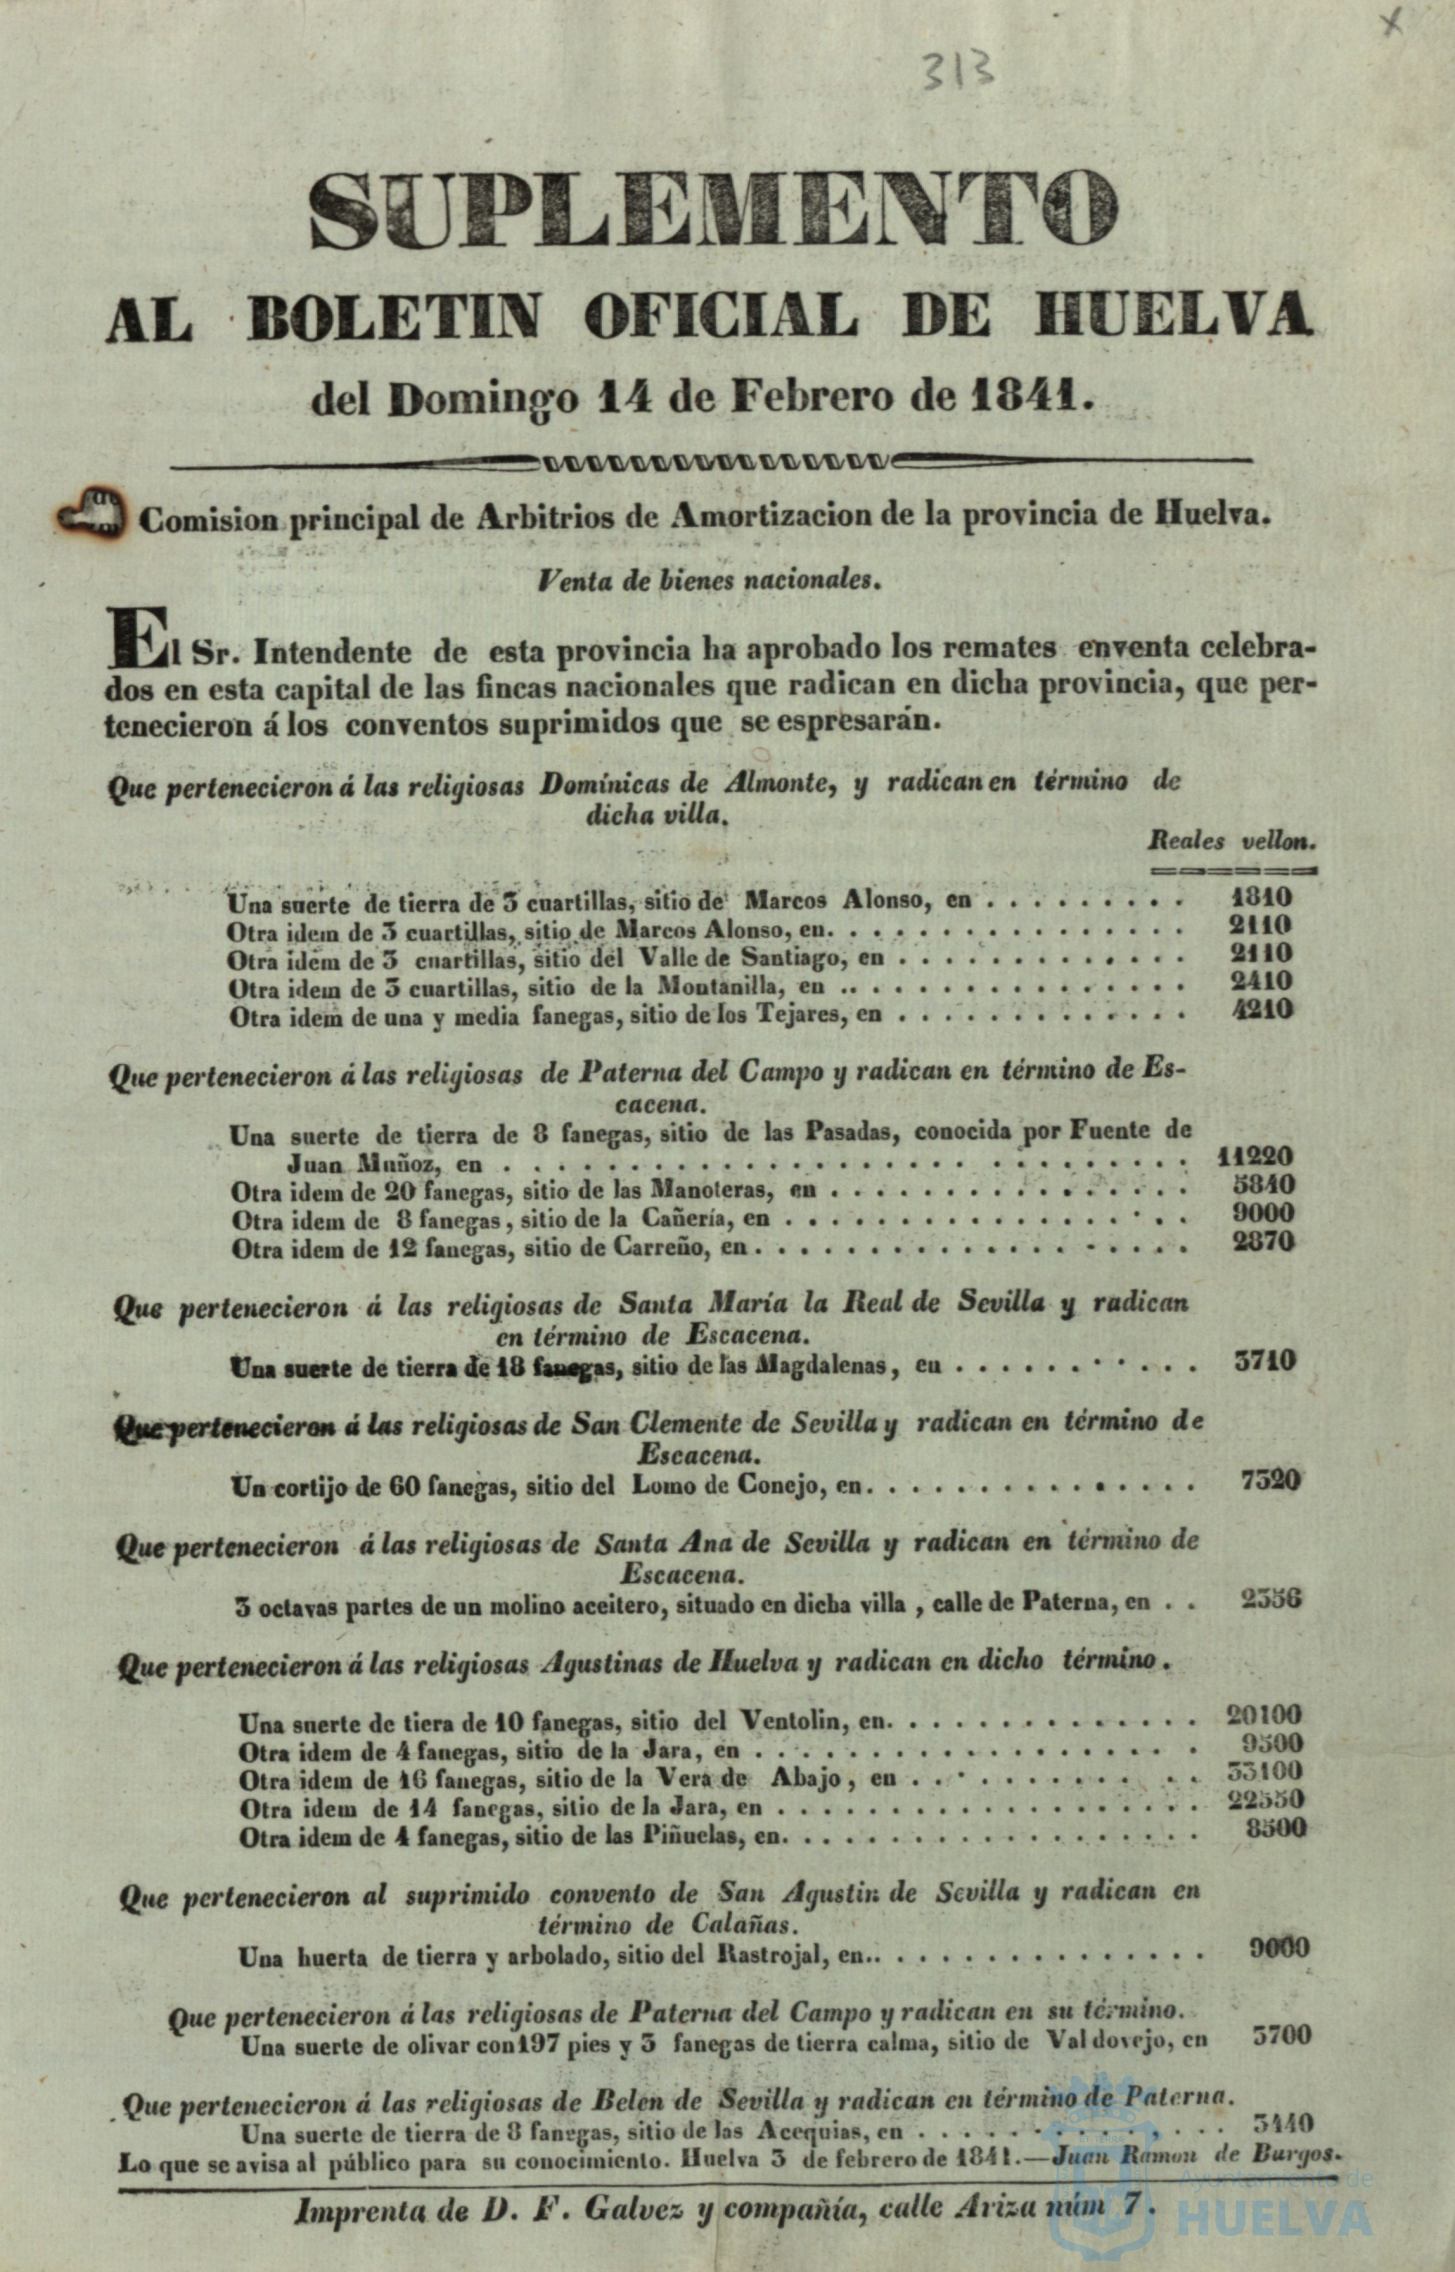 313
x
SUPLEMENTO
AL BOLETIN OFICIAL DE HUELVA
del Domingo 14 de Febrero de 1841.
Comision principal de Arbitrios de Amortizacion de la provincia de Huelva.
Venta de bienes nacionales.
El Sr. Intendente de esta provincia ha aprobado los remates enventa celebra-
dos en esta capital de las fincas nacionales que radican en dicha provincia, que per-
tenecieron á los conventos suprimidos que se espresarán.
Que pertenecieron á las religiosas Domínicas de Almonte, y radican en término de
dicha villa.
Reales vellon.
Una suerte de tierra de 3 cuartillas, sitio de Marcos Alonso, en . . . . . . . . . 1810
Otra idem de 3 cuartillas, sitio de Marcos Alonso, en. . . . . . . . . . . . . . . . 2110
Otra idem de 3 cuartillas, sitio del Valle de Santiago, en . . . . . . . . . . . . . 2110
Otra idem de 3 cuartillas, sitio de la Montanilla, en .. . . . . . . . . . . . . . . 2410
Otra idem de una y media fanegas, sitio de los Tejares, en . . . . . . . . . . . . . 4210
Que pertenecieron á las religiosas de Paterna del Campo y radican en término de Es-
cacena.
Una suerte de tierra de 8 fanegas, sitio de las Pasadas, conocida por Fuente de
Juan Muñoz, en . . . . . . . . . . . . . . . . . . . . . . . 11220
Otra idem de 20 fanegas, sitio de las Manoteras, en . . . . . . . . . . . . . . . . 5840
Otra idem de 8 fanegas, sitio de la Cañería, en . . . . . . . . . . . . . . . . . . 9000
Otra idem de 12 fanegas, sitio de Carreño, en . . . . . . . . . . . . . . . . . . . 2870
Que pertenecieron á las religiosas de Santa María la Real de Sevilla y radican
en término de Escacena.
Una suerte de tierra de 18 fanegas, sitio de las Magdalenas, en . . . . . . . . . . . 3710
Que pertenecieron á las religiosas de San Clemente de Sevilla y radican en término de
Escacena.
Un cortijo de 60 fanegas, sitio del Lomo de Conejo, en. . . . . . . . . . . . . . . 7320
Que pertenecieron á las religiosas de Santa Ana de Sevilla y radican en término de
Escacena.
3 octavas partes de un molino aceitero, situado en dicha villa , calle de Paterna, en . . 2356
Que pertenecieron á las religiosas Agustinas de Huelva y radican en dicho término.
Una suerte de tiera de 10 fanegas, sitio del Ventolin, en. . . . . . . . . . . . . . 20100
Otra idem de 4 fanegas, sitio de la Jara, en . . . . . . . . . . . . . . . . . . . 9500
Otra idem de 16 fanegas, sitio de la Vera de Abajo, en . . . . . . . . . . . . 33100
Otra idem de 14 fanegas, sitio de la Jara, en . . . . . . . . . . . . . . . . . . . 22550
Otra idem de 4 fanegas, sitio de las Piñuelas, en. . . . . . . . . . . . . . . . . . 8500
Que pertenecieron al suprimido convento de San Agustin de Sevilla y radican en
término de Calañas.
Una huerta de tierra y arbolado, sitio del Rastrojal, en.. . . . . . . . . . . . . . . 9000
Que pertenecieron á las religiosas de Paterna del Campo y radican en su término.
Una suerte de olivar con197 pies y 3 fanegas de tierra calma, sitio de Valdovejo, en 3700
Que pertenecieron á las religiosas de Belen de Sevilla y radican en término de Paterna.
Una suerte de tierra de 8 fanegas, sitio de las Acequias, en . . . . . . . . . . . . . 3440
Lo que se avisa al público para su conocimiento. Huelva 3 de febrero de 1841.—Juan Ramon de Burgos.
Imprenta de D. F. Galvez y compañía, calle Ariza núm 7.
Ayuntamiento de
HUELVA